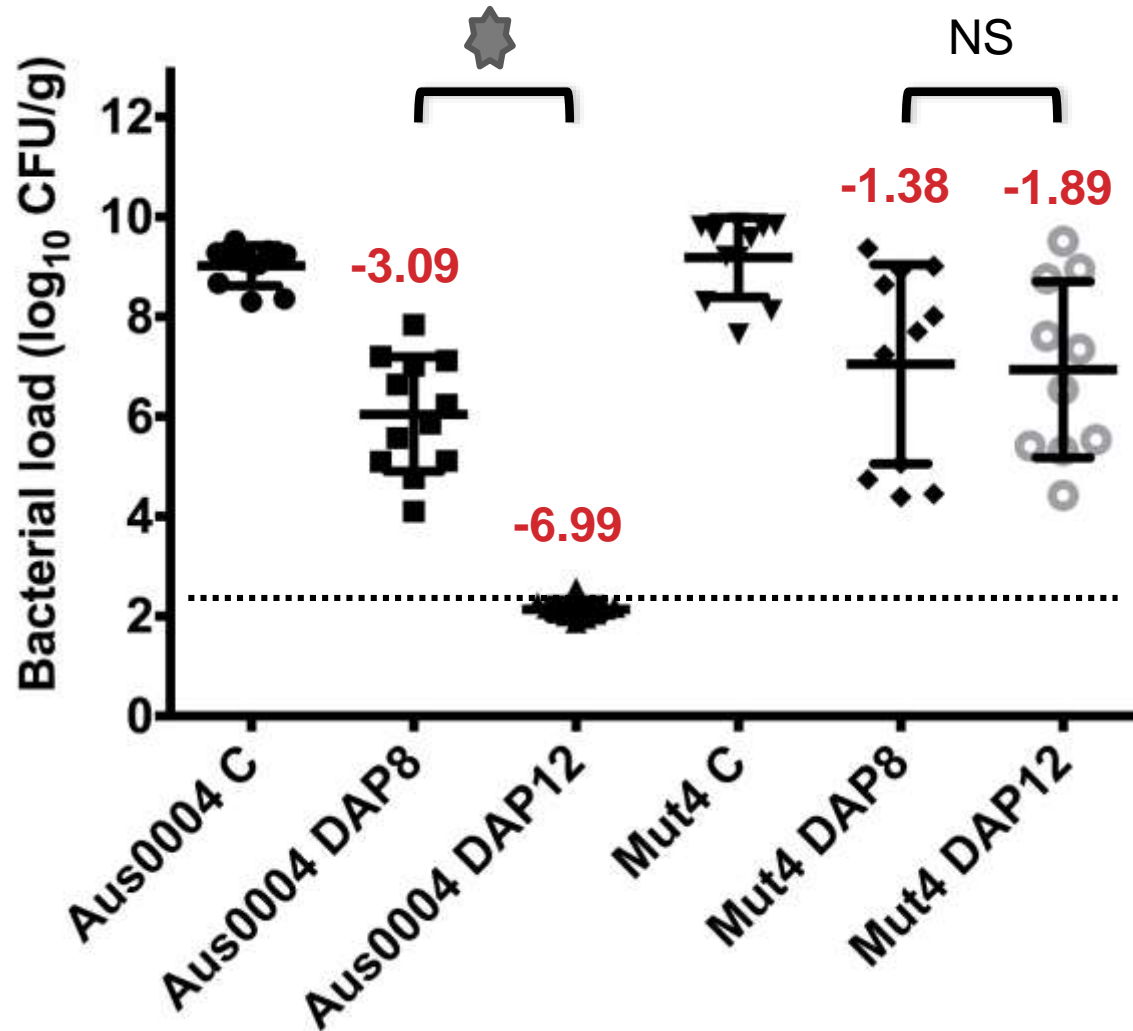 NS
-3.09
-6.99
-1.38
-1.89
Bacterial load (log10 CFU/g)
12
10
8
6
4
2
0
Aus0004 C
Aus0004 DAP8
Aus0004 DAP12
Mut4 C
Mut4 DAP8
Mut4 DAP12